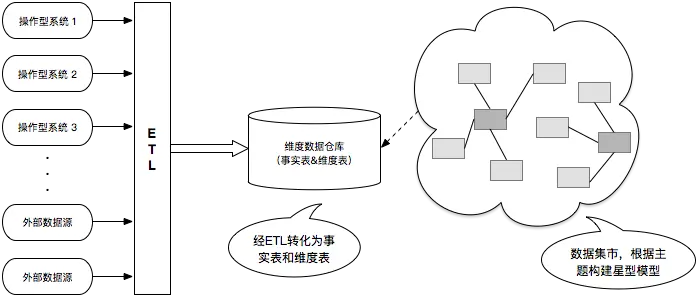 操作型系统 1
操作型系统 2
操作型系统 3
外部数据源
外部数据源
E
T
L
维度数据仓库
（事实表&维度表）
经ETL转化为事
实表和维度表
数据集市，根据主
题构建星型模型